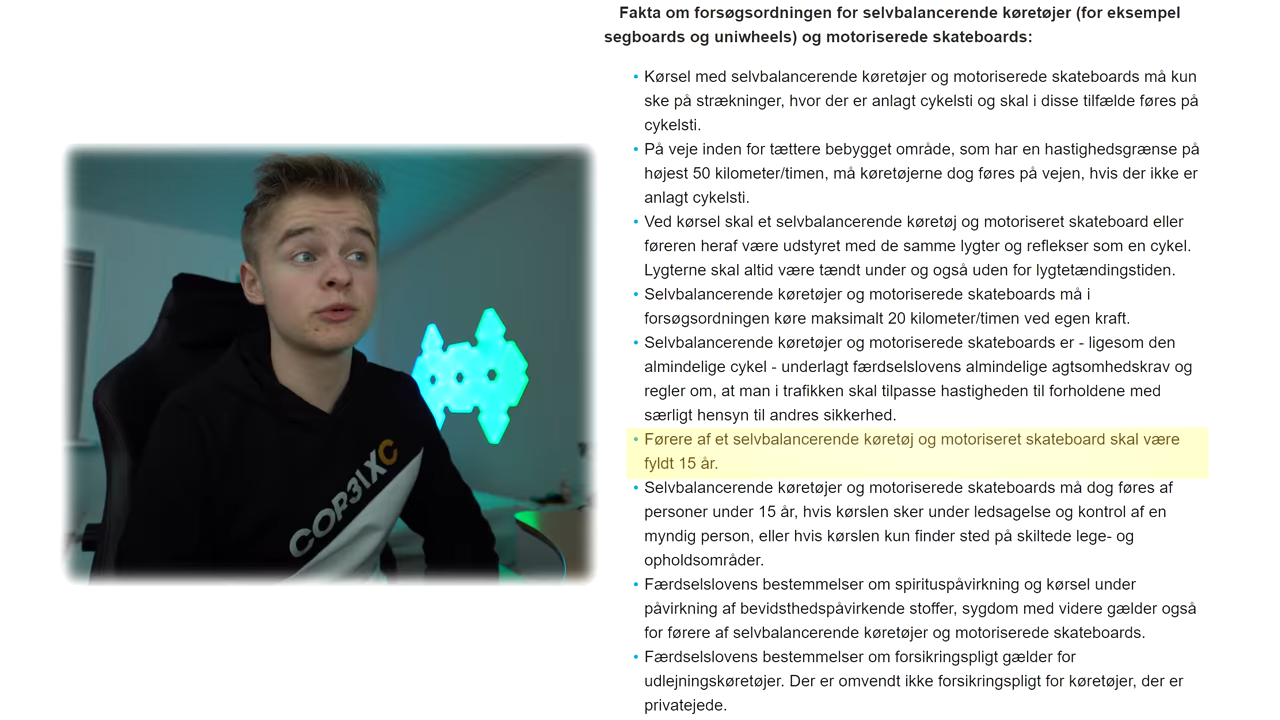 Fakta om forsøgsordningen for selvbalancerende køretøjer (for eksempel
segboards og uniwheels) og motoriserede skateboards:
• Kørsel med selvbalancerende køretøjer og motoriserede skateboards må kun
ske på strækninger, hvor der er anlagt cykelsti og skal i disse tilfælde føres på
cykelsti.
• På veje inden for tættere bebygget område, som har en hastighedsgrænse på
højest 50 kilometer/timen, må køretøjerne dog føres på vejen, hvis der ikke er
anlagt cykelsti.
• Ved kørsel skal et selvbalancerende køretøj og motoriseret skateboard eller
føreren heraf være udstyret med de samme lygter og reflekser som en cykel.
Lygterne skal altid være tændt under og også uden for lygtetændingstiden.
• Selvbalancerende køretøjer og motoriserede skateboards må i
forsøgsordningen køre maksimalt 20 kilometer/timen ved egen kraft.
• Selvbalancerende køretøjer og motoriserede skateboards er - ligesom den
almindelige cykel - underlagt færdselslovens almindelige agtsomhedskrav og
regler om, at man i trafikken skal tilpasse hastigheden til forholdene med
særligt hensyn til andres sikkerhed.
• Førere af et selvbalancerende køretøj og motoriseret skateboard skal være
fyldt 15 år.
• Selvbalancerende køretøjer og motoriserede skateboards må dog føres af
personer under 15 år, hvis kørslen sker under ledsagelse og kontrol af en
myndig person, eller hvis kørslen kun finder sted på skiltede lege- og
opholdsområder.
• Færdselslovens bestemmelser om spirituspåvirkning og kørsel under
påvirkning af bevidsthedspåvirkende stoffer, sygdom med videre gælder også
for førere af selvbalancerende køretøjer og motoriserede skateboards.
• Færdselslovens bestemmelser om forsikringspligt gælder for
udlejningskøretøjer. Der er omvendt ikke forsikringspligt for køretøjer, der er
privatejede.
COP31XC